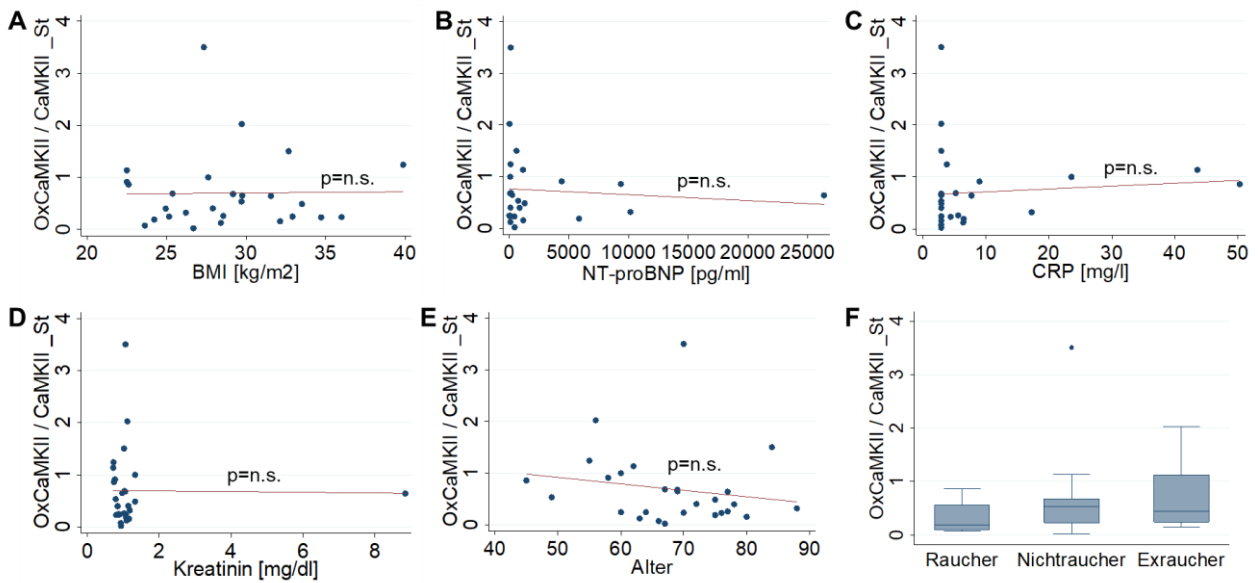 A
OxCaMKII / CaMKII _St
4
3
2
1
0
p=n.s.
20 25 30 35 40
BMI [kg/m2]
B
OxCaMKII / CaMKII _St
4
3
2
1
0
p=n.s.
0 5000 10000 15000 20000 25000
NT-proBNP [pg/ml]
C
OxCaMKII / CaMKII _St
4
3
2
1
0
p=n.s.
0 10 20 30 40 50
CRP [mg/l]
D
OxCaMKII / CaMKII _St
4
3
2
1
0
p=n.s.
0 2 4 6 8
Kreatinin [mg/dl]
E
OxCaMKII / CaMKII _St
4
3
2
1
0
p=n.s.
40 50 60 70 80 90
Alter
F
OxCaMKII / CaMKII _St
4
3
2
1
0
Raucher Nichtraucher Exraucher